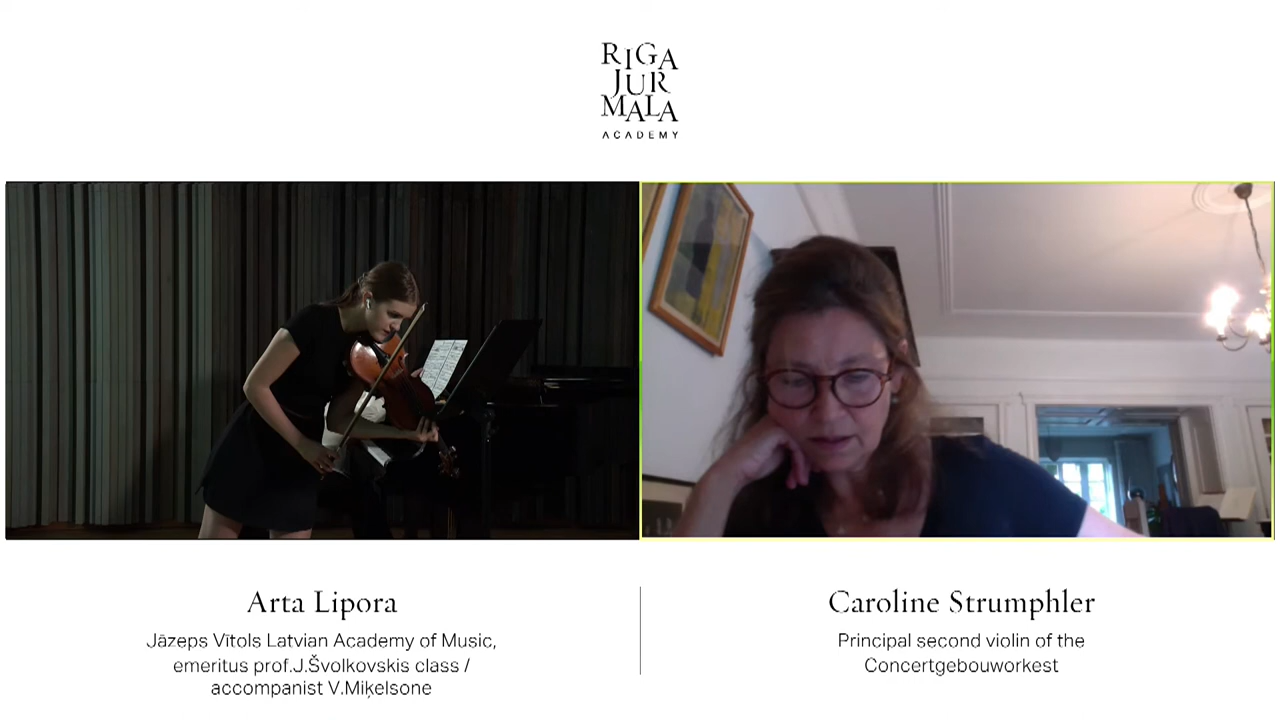 RIGA
JUR
MALA
ACADEMY
Arta Lipora
Jāzeps Vītols Latvian Academy of Music,
emeritus prof.J.Švolkovskis class /
accompanist V.Miķelsone
Caroline Strumphler
Principal second violin of the
Concertgebouworkest